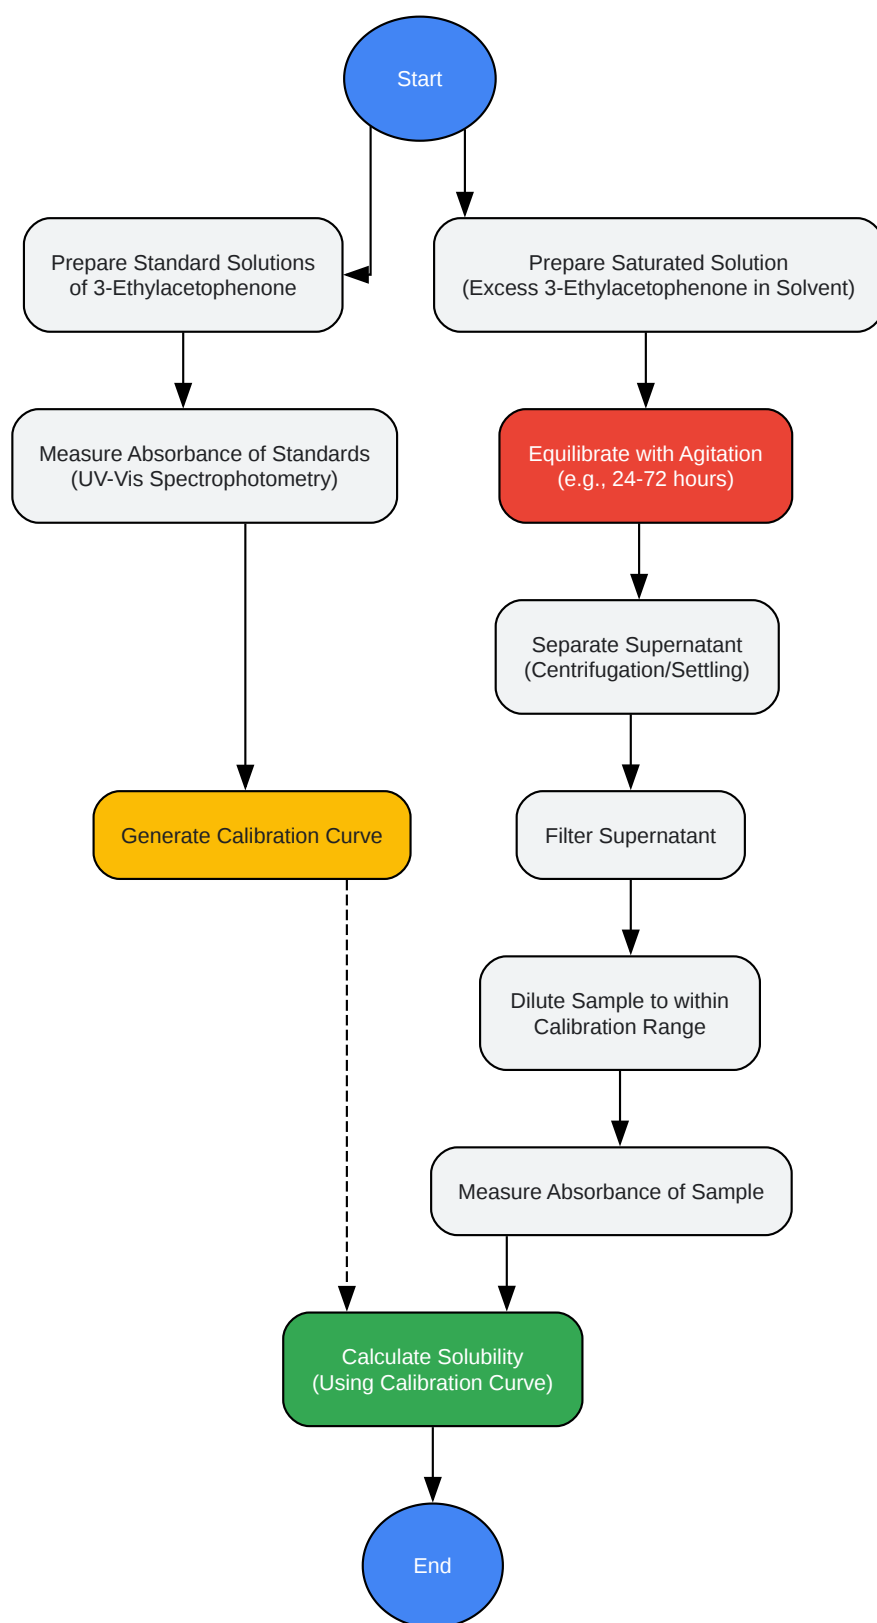 Start
Prepare Standard Solutions
of 3-Ethylacetophenone
Prepare Saturated Solution
(Excess 3-Ethylacetophenone in Solvent)
Measure Absorbance of Standards
(UV-Vis Spectrophotometry)
Equilibrate with Agitation
(e.g., 24-72 hours)
Separate Supernatant
(Centrifugation/Settling)
Generate Calibration Curve
Filter Supernatant
Dilute Sample to within
Calibration Range
Measure Absorbance of Sample
Calculate Solubility
(Using Calibration Curve)
End